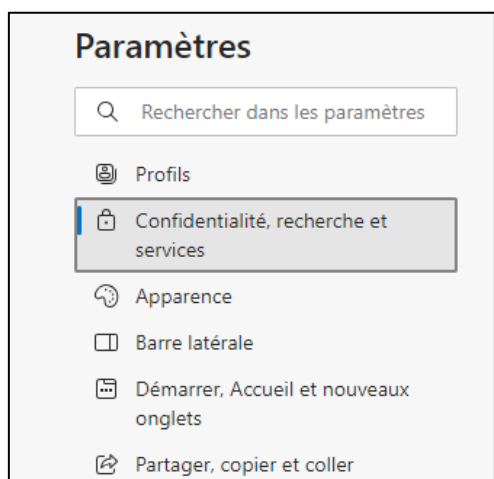 Paramètres
Rechercher dans les paramètres
Profils
Confidentialité, recherche et
services
Apparence
Barre latérale
Démarrer, Accueil et nouveaux
onglets
Partager, copier et coller